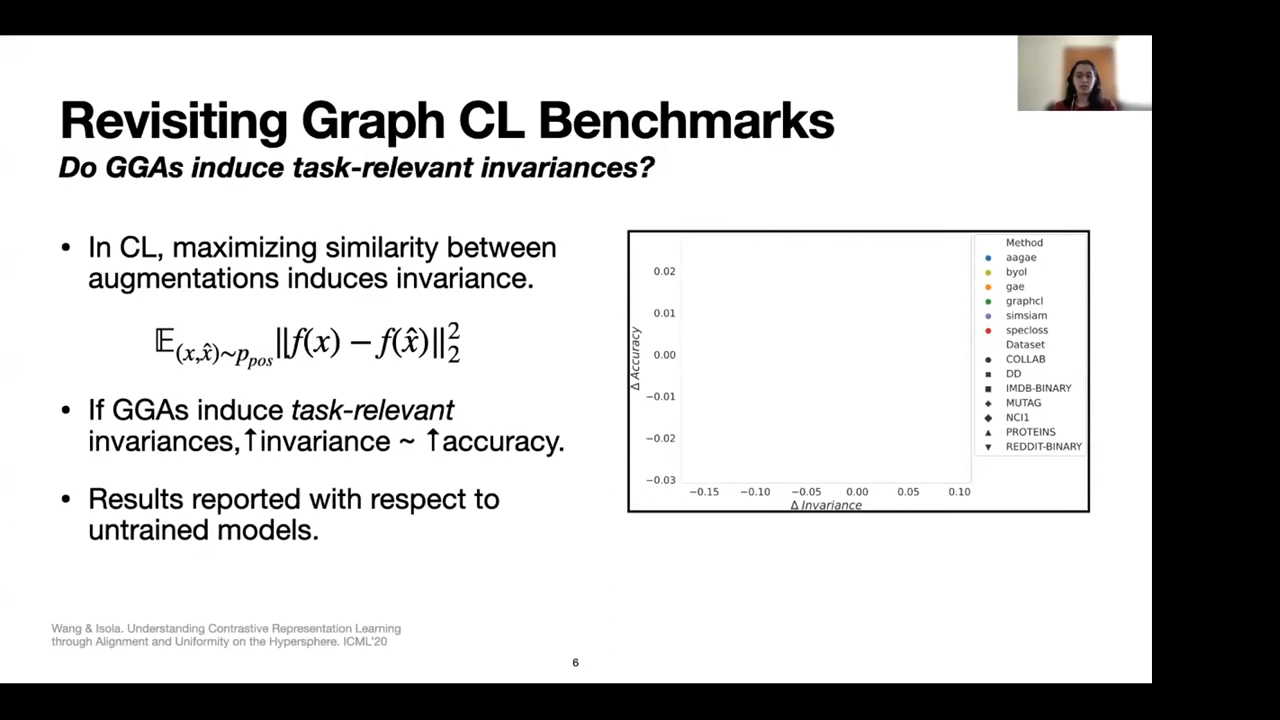 Revisiting Graph CL Benchmarks
Do GGAs induce task-relevant invariances?
• In CL, maximizing similarity between
augmentations induces invariance.
𝔼(x,x̂)~p_pos ||f(x) − f(x̂)||²₂
• If GGAs induce task-relevant
invariances,↑invariance ~ ↑accuracy.
• Results reported with respect to
untrained models.
Δ Accuracy
0.02
0.01
0.00
−0.01
−0.02
−0.03
−0.15 −0.10 −0.05 0.00 0.05 0.10
Δ Invariance
Method
aagae
byol
gae
graphcl
simsiam
specloss
Dataset
COLLAB
DD
IMDB-BINARY
MUTAG
NCI1
PROTEINS
REDDIT-BINARY
Wang & Isola. Understanding Contrastive Representation Learning
through Alignment and Uniformity on the Hypersphere. ICML'20
6